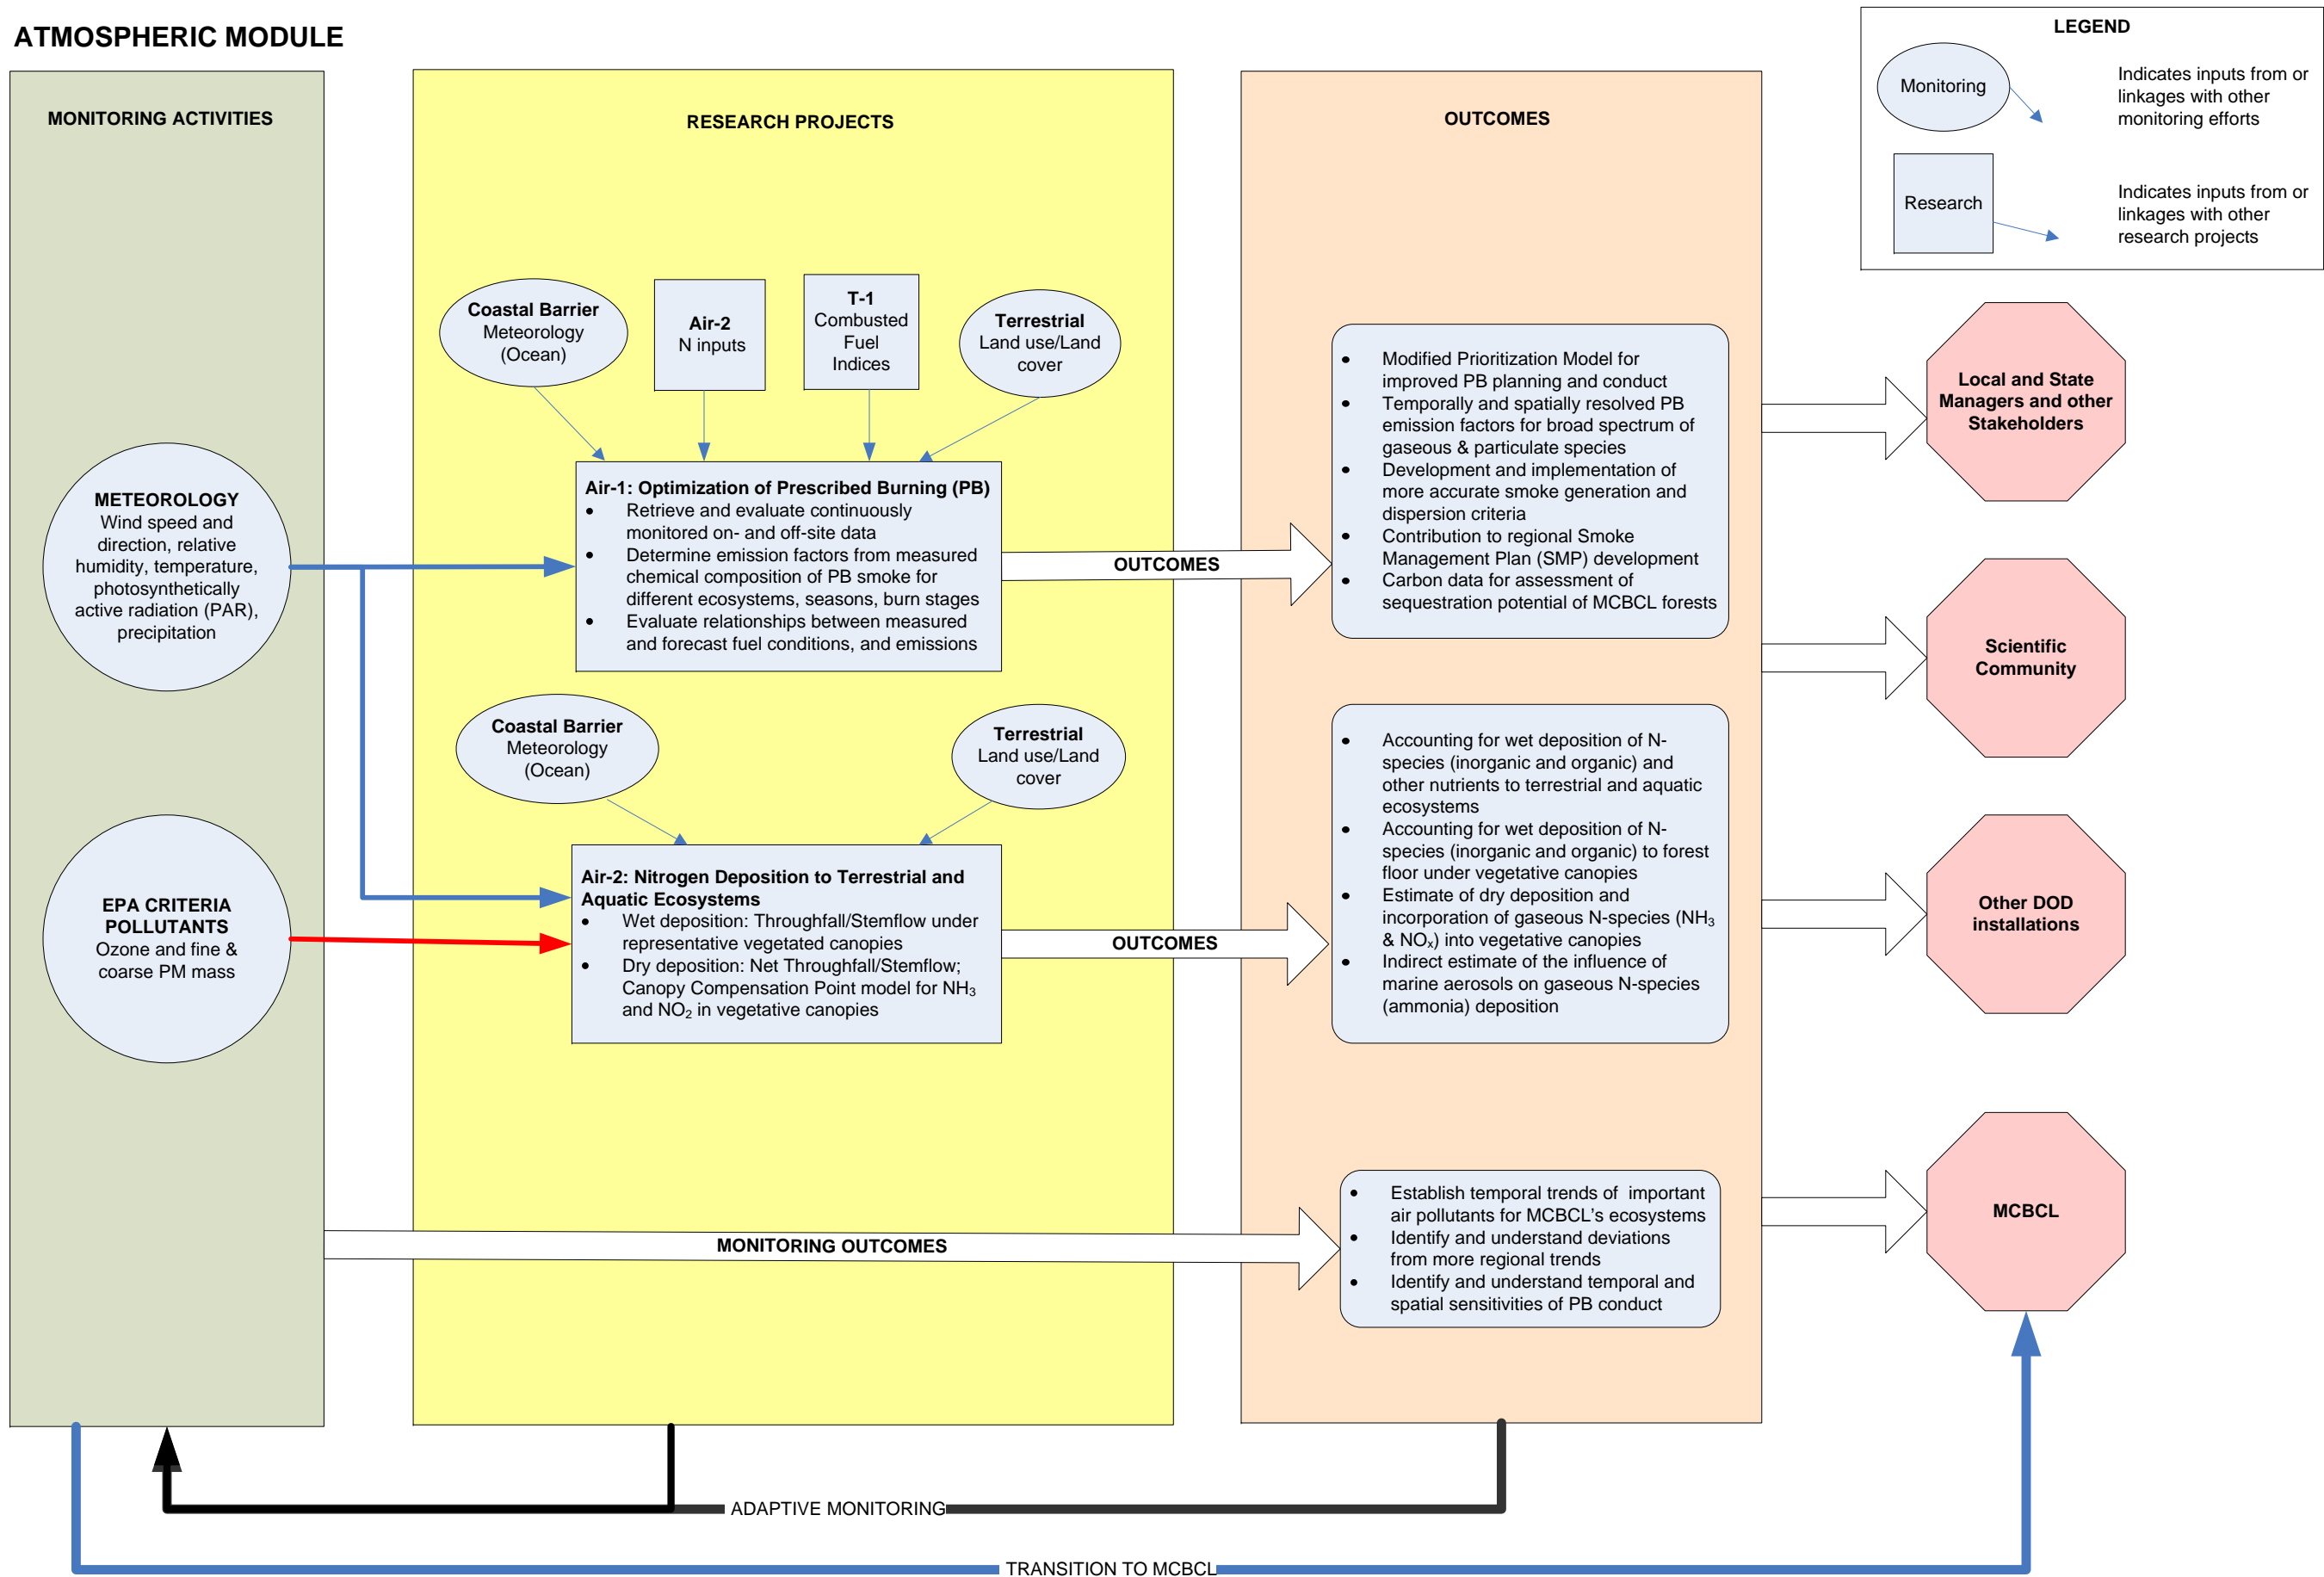 ATMOSPHERIC MODULE
LEGEND
Monitoring
Indicates inputs from or
linkages with other
monitoring efforts
Research
Indicates inputs from or
linkages with other
research projects
MONITORING ACTIVITIES
METEOROLOGY
Wind speed and
direction, relative
humidity, temperature,
photosynthetically
active radiation (PAR),
precipitation
EPA CRITERIA
POLLUTANTS
Ozone and fine &
coarse PM mass
RESEARCH PROJECTS
Coastal Barrier
Meteorology
(Ocean)
Air-2
N inputs
T-1
Combusted
Fuel
Indices
Terrestrial
Land use/Land
cover
Air-1: Optimization of Prescribed Burning (PB)
• Retrieve and evaluate continuously
monitored on- and off-site data
• Determine emission factors from measured
chemical composition of PB smoke for
different ecosystems, seasons, burn stages
• Evaluate relationships between measured
and forecast fuel conditions, and emissions
Coastal Barrier
Meteorology
(Ocean)
Terrestrial
Land use/Land
cover
Air-2: Nitrogen Deposition to Terrestrial and
Aquatic Ecosystems
• Wet deposition: Throughfall/Stemflow under
representative vegetated canopies
• Dry deposition: Net Throughfall/Stemflow;
Canopy Compensation Point model for NH₃
and NO₂ in vegetative canopies
OUTCOMES
OUTCOMES
MONITORING OUTCOMES
OUTCOMES
• Modified Prioritization Model for
improved PB planning and conduct
• Temporally and spatially resolved PB
emission factors for broad spectrum of
gaseous & particulate species
• Development and implementation of
more accurate smoke generation and
dispersion criteria
• Contribution to regional Smoke
Management Plan (SMP) development
• Carbon data for assessment of
sequestration potential of MCBCL forests
• Accounting for wet deposition of N-
species (inorganic and organic) and
other nutrients to terrestrial and aquatic
ecosystems
• Accounting for wet deposition of N-
species (inorganic and organic) to forest
floor under vegetative canopies
• Estimate of dry deposition and
incorporation of gaseous N-species (NH₃
& NOₓ) into vegetative canopies
• Indirect estimate of the influence of
marine aerosols on gaseous N-species
(ammonia) deposition
• Establish temporal trends of important
air pollutants for MCBCL's ecosystems
• Identify and understand deviations
from more regional trends
• Identify and understand temporal and
spatial sensitivities of PB conduct
Local and State
Managers and other
Stakeholders
Scientific
Community
Other DOD
installations
MCBCL
ADAPTIVE MONITORING
TRANSITION TO MCBCL